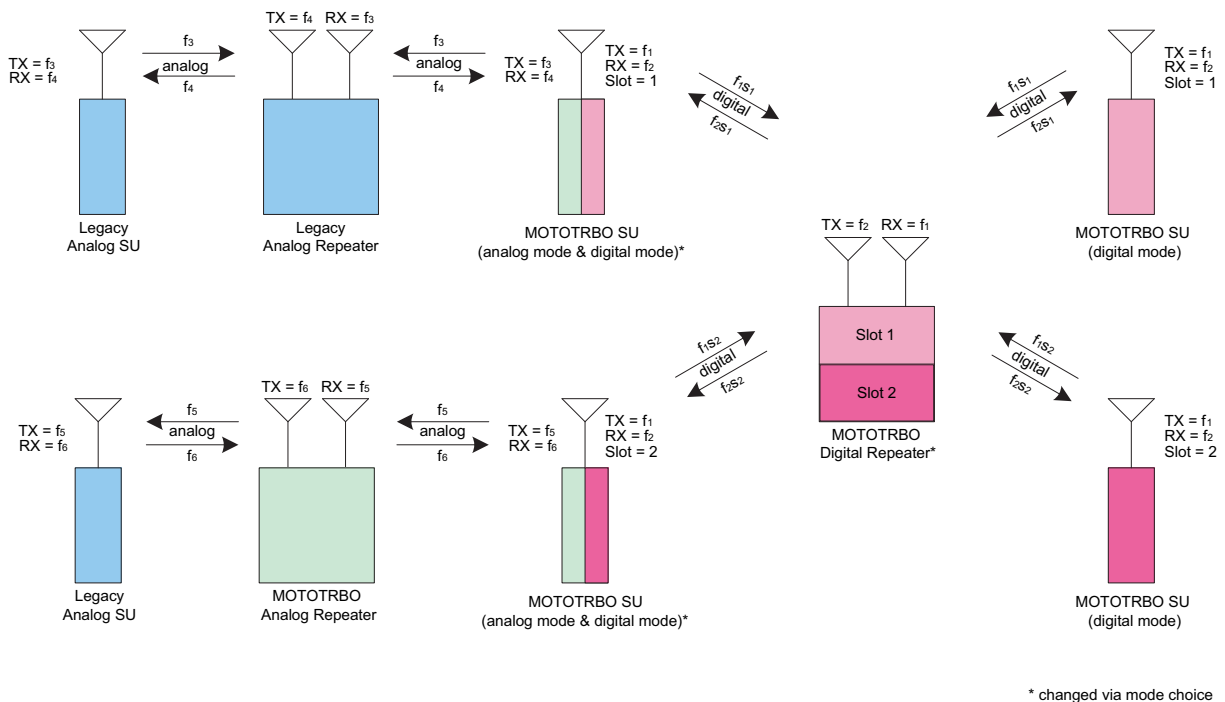 TX = f₄ RX = f₃
TX = f₃
RX = f₄
f₃
analog
f₄
f₃
analog
f₄
TX = f₃
RX = f₄
TX = f₁
RX = f₂
Slot = 1
f₁s₁
digital
f₂s₁
f₁s₁
digital
f₂s₁
TX = f₁
RX = f₂
Slot = 1
Legacy
Analog SU
Legacy
Analog Repeater
MOTOTRBO SU
(analog mode & digital mode)*
MOTOTRBO SU
(digital mode)
TX = f₂ RX = f₁
Slot 1
Slot 2
MOTOTRBO
Digital Repeater*
f₁s₂
digital
f₂s₂
f₁s₂
digital
f₂s₂
TX = f₆ RX = f₅
TX = f₅
RX = f₆
f₅
analog
f₆
f₅
analog
f₆
TX = f₅
RX = f₆
TX = f₁
RX = f₂
Slot = 2
TX = f₁
RX = f₂
Slot = 2
Legacy
Analog SU
MOTOTRBO
Analog Repeater
MOTOTRBO SU
(analog mode & digital mode)*
MOTOTRBO SU
(digital mode)
* changed via mode choice